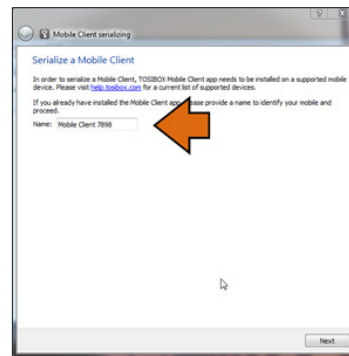 Mobile Client serializing
Serialize a Mobile Client
In order to serialize a Mobile Client, TOSIBOX Mobile Client app needs to be installed on a supported mobile
device. Please visit help.tosibox.com for a current list of supported devices.
If you already have installed the Mobile Client app, please provide a name to identify your mobile and
proceed.
Name: Mobile Client 7898
Next